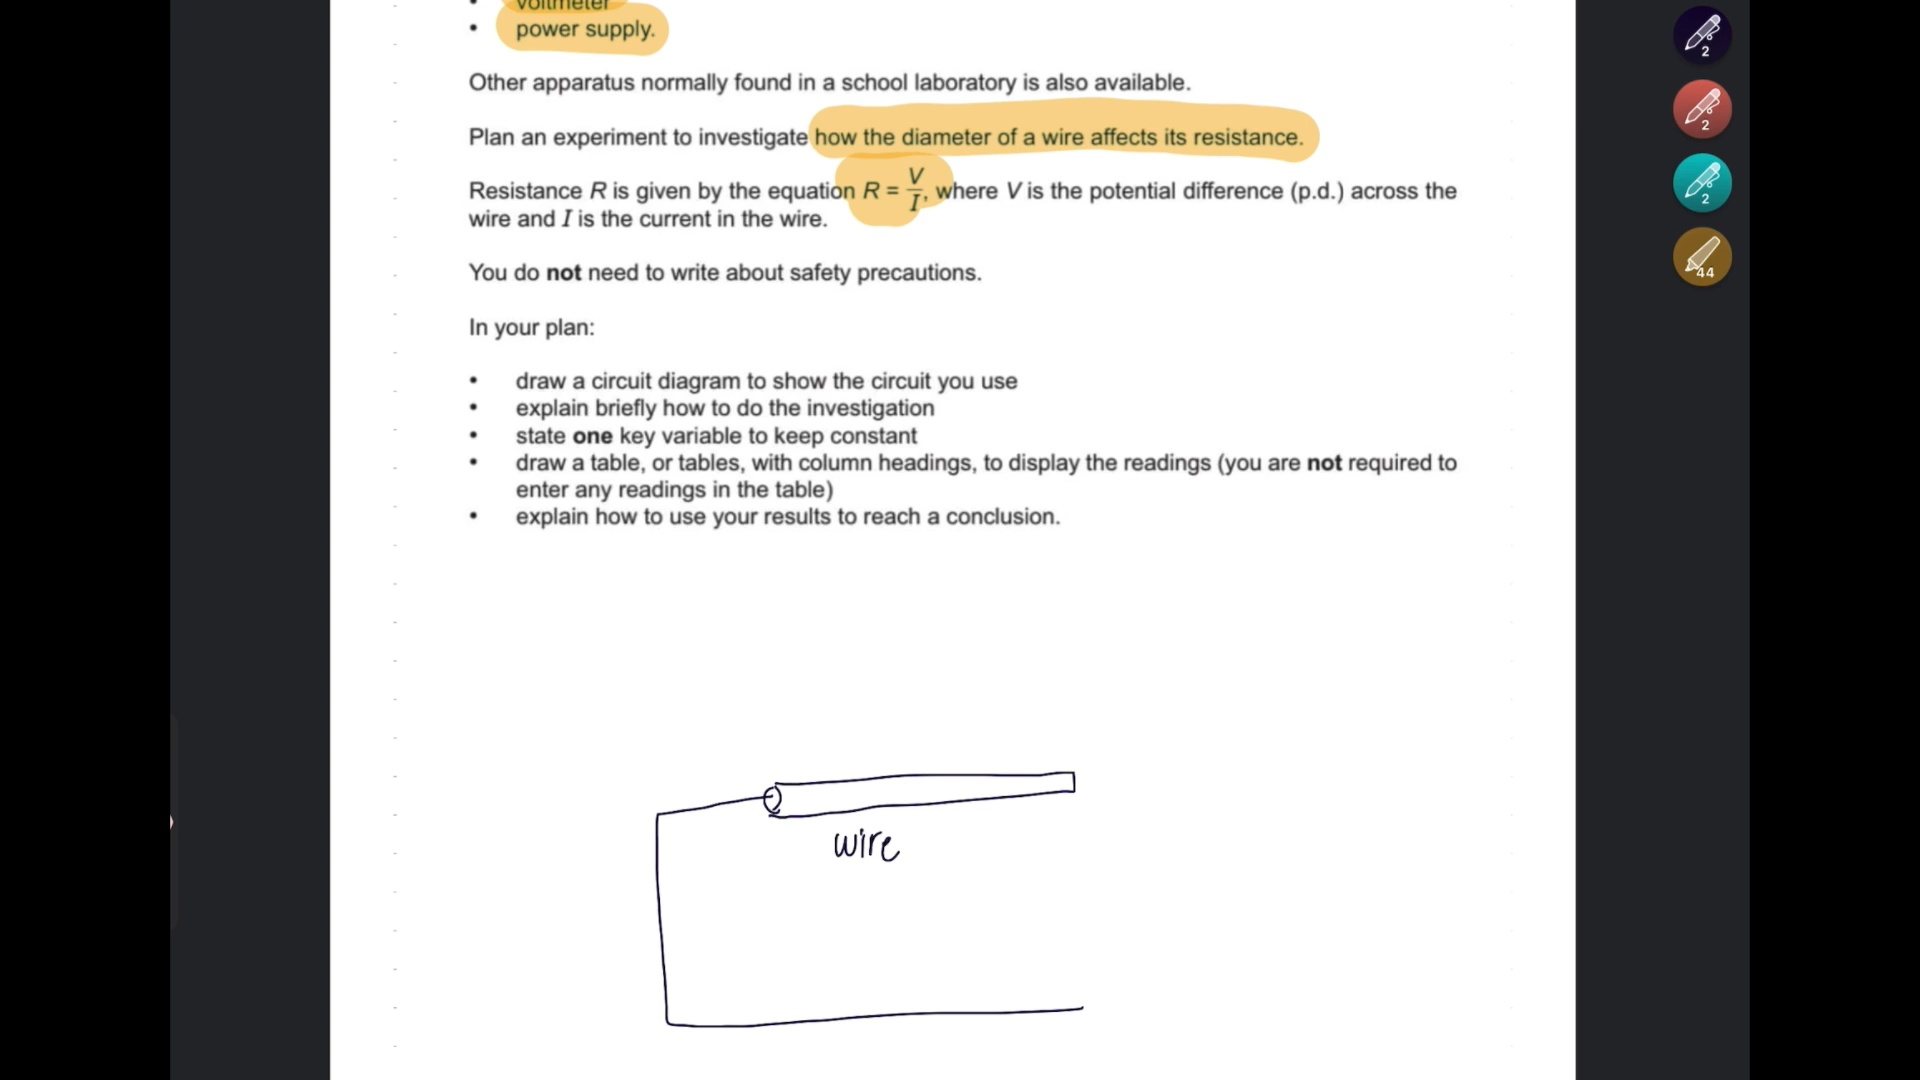 • voltmeter
• power supply.
Other apparatus normally found in a school laboratory is also available.
Plan an experiment to investigate how the diameter of a wire affects its resistance.
Resistance R is given by the equation R = V/I, where V is the potential difference (p.d.) across the
wire and I is the current in the wire.
You do not need to write about safety precautions.
In your plan:
• draw a circuit diagram to show the circuit you use
• explain briefly how to do the investigation
• state one key variable to keep constant
• draw a table, or tables, with column headings, to display the readings (you are not required to
enter any readings in the table)
• explain how to use your results to reach a conclusion.
wire
2
2
2
44